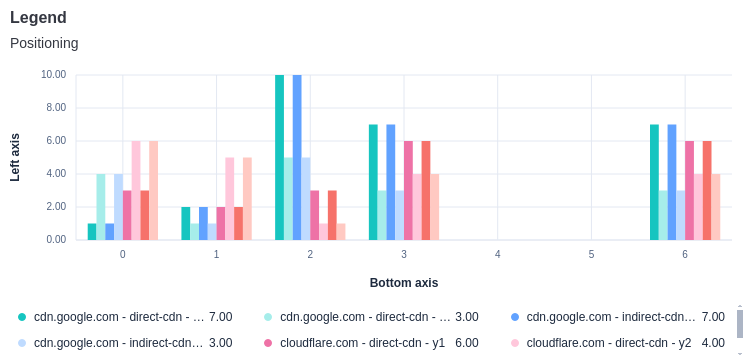 Legend
Positioning
10.00
8.00
6.00
4.00
2.00
0.00
Left axis
0 1 2 3 4 5 6
Bottom axis
cdn.google.com - direct-cdn - … 7.00 cdn.google.com - direct-cdn - … 3.00 cdn.google.com - indirect-cdn… 7.00
cdn.google.com - indirect-cdn… 3.00 cloudflare.com - direct-cdn - y1 6.00 cloudflare.com - direct-cdn - y2 4.00